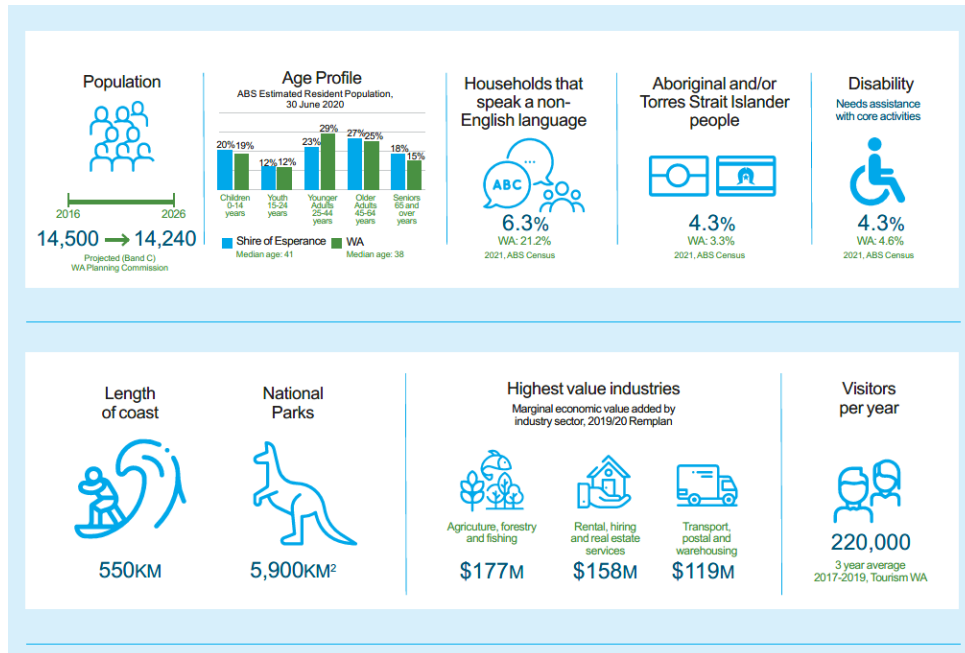 Population
2016
2026
14,500
14,240
Projected (Band C)
WA Planning Commission
Age Profile
ABS Estimated Resident Population,
30 June 2020
20%
19%
12%
12%
23%
29%
27%
25%
18%
15%
Children
0-14
years
Youth
15-24
years
Younger
Adults
25-44
years
Older
Adults
45-64
years
Seniors
65 and
over
years
Shire of Esperance
WA
Median age: 41
Median age: 38
Households that
speak a non-
English language
...
ABC
6.3%
WA: 21.2%
2021, ABS Census
Aboriginal and/or
Torres Strait Islander
people
4.3%
WA: 3.3%
2021, ABS Census
Disability
Needs assistance
with core activities
4.3%
WA: 4.6%
2021, ABS Census
Length
of coast
550KM
National
Parks
5,900KM²
Highest value industries
Marginal economic value added by
industry sector, 2019/20 Remplan
Agricuture, forestry
and fishing
$177M
Rental, hiring
and real estate
services
$158M
Transport,
postal and
warehousing
$119M
Visitors
per year
220,000
3 year average
2017-2019, Tourism WA